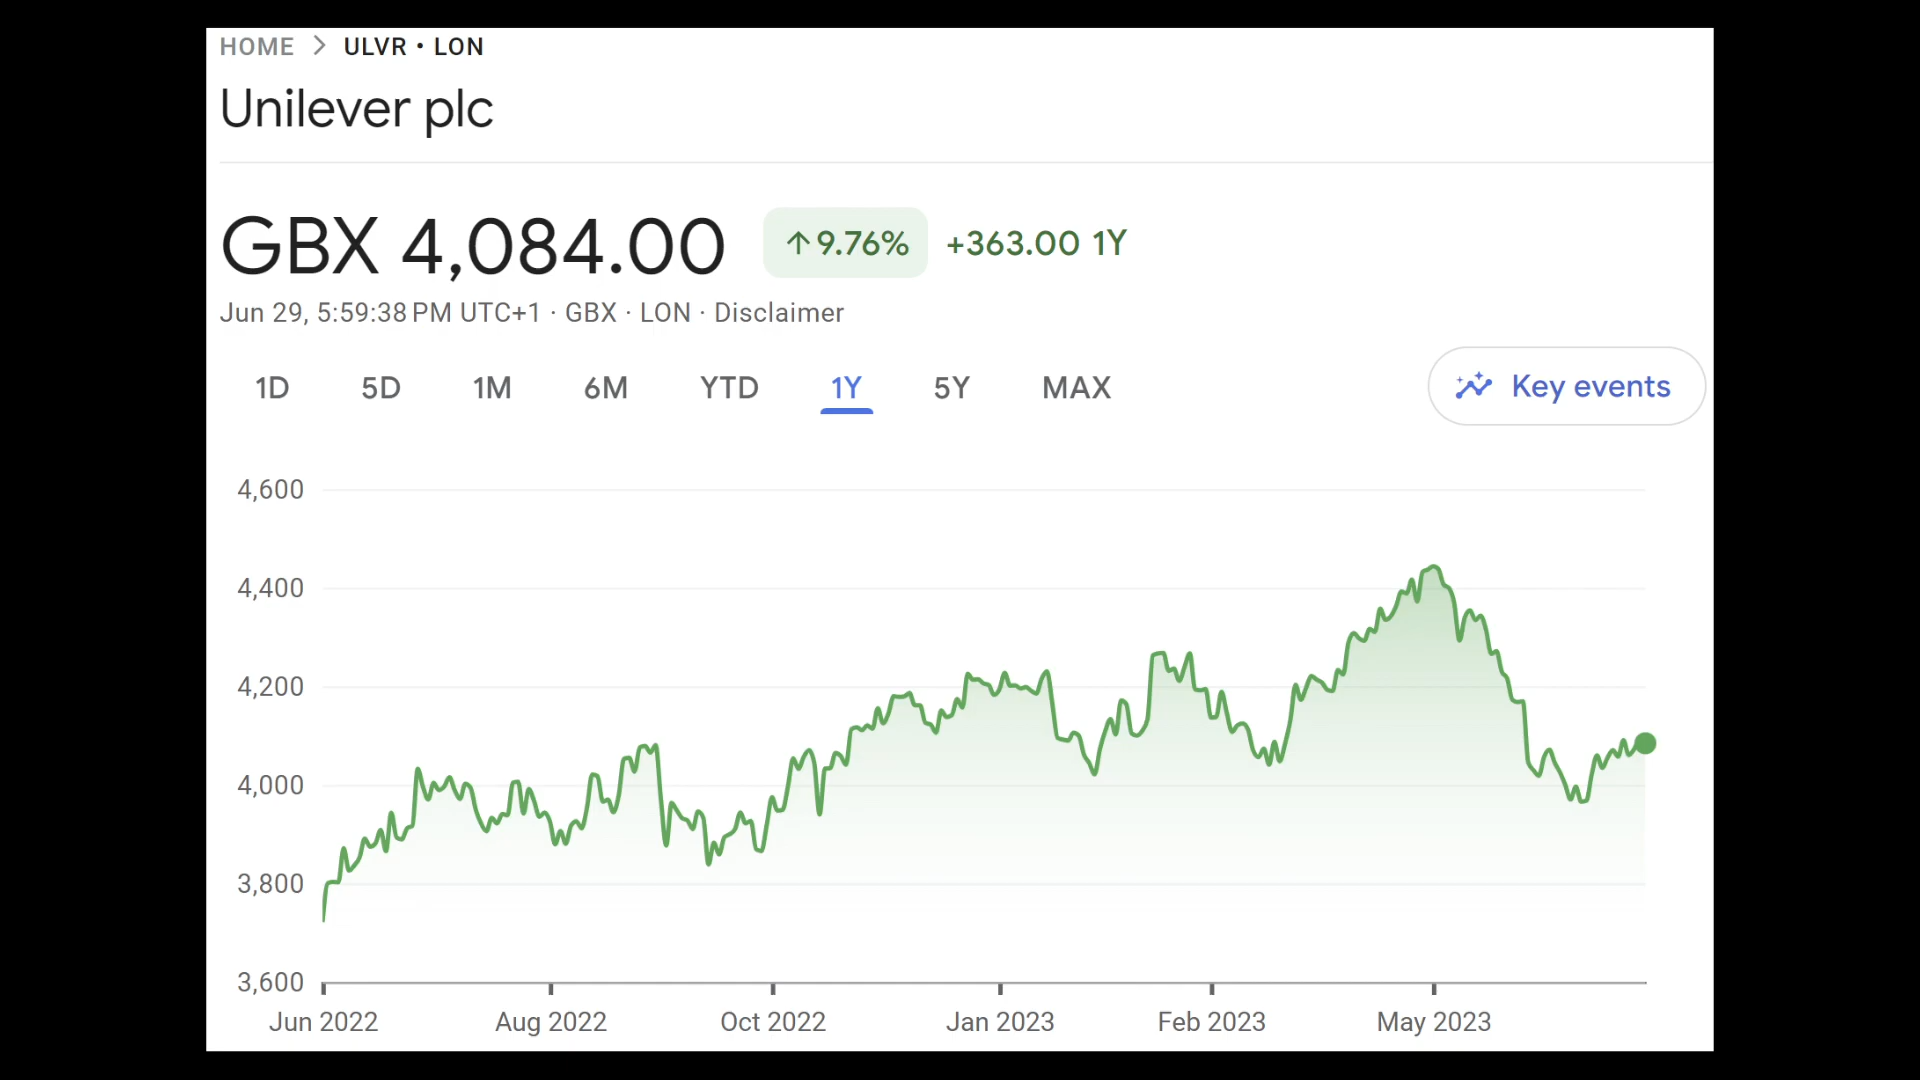 HOME > ULVR • LON
Unilever plc
GBX 4,084.00 ↑ 9.76% +363.00 1Y
Jun 29, 5:59:38 PM UTC+1 · GBX · LON · Disclaimer
1D 5D 1M 6M YTD 1Y 5Y MAX Key events
4,600
4,400
4,200
4,000
3,800
3,600
Jun 2022 Aug 2022 Oct 2022 Jan 2023 Feb 2023 May 2023